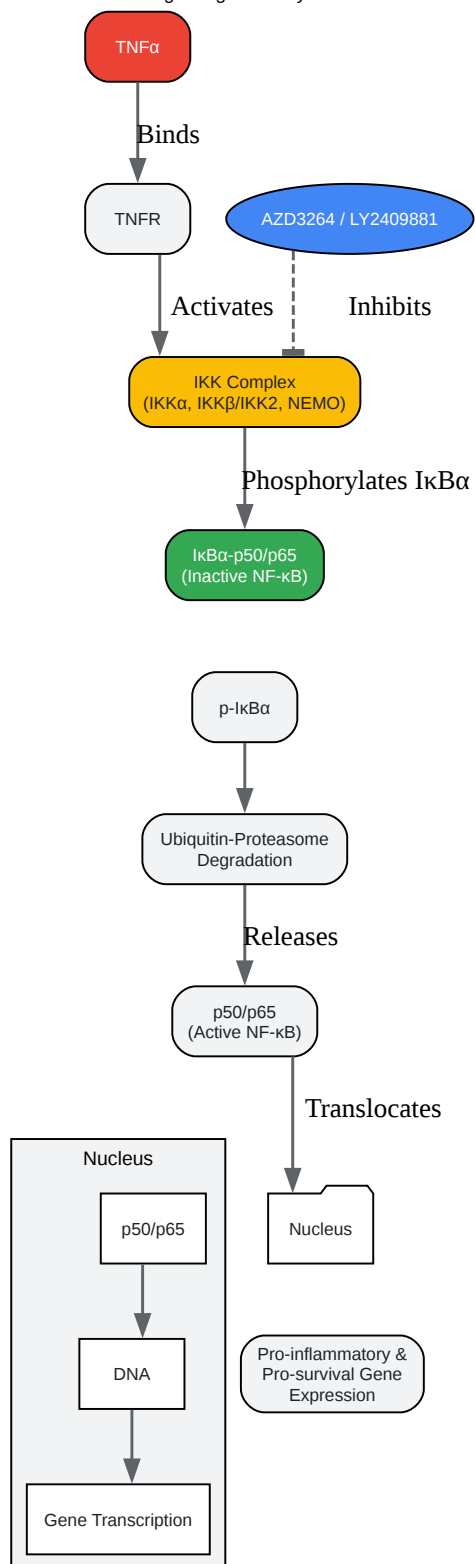 TNFα
Binds
TNFR
AZD3264 / LY2409881
Activates
Inhibits
IKK Complex
(IKKα, IKKβ/IKK2, NEMO)
Phosphorylates IκBα
IκBα-p50/p65
(Inactive NF-κB)
p-IκBα
Ubiquitin-Proteasome
Degradation
Releases
p50/p65
(Active NF-κB)
Translocates
Nucleus
p50/p65
Nucleus
DNA
Pro-inflammatory &
Pro-survival Gene
Expression
Gene Transcription